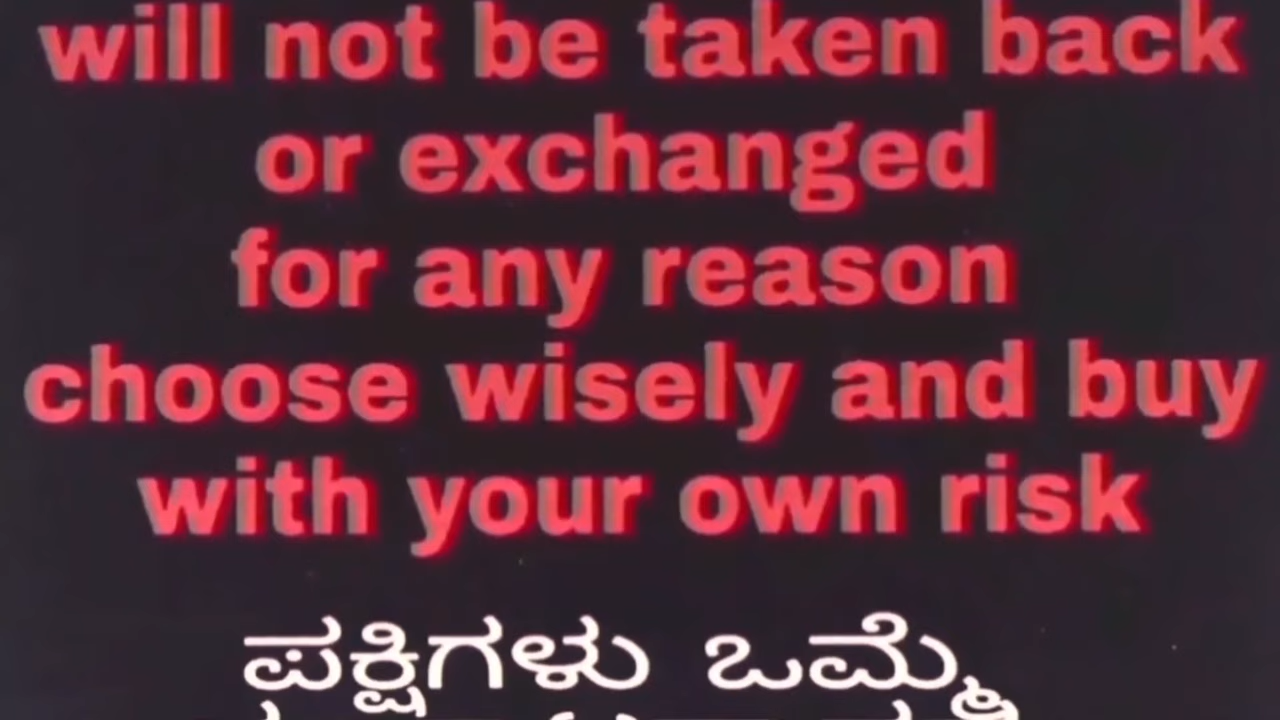 will not be taken back
or exchanged
for any reason
choose wisely and buy
with your own risk
ಪಕ್ಷಿಗಳು ಒಮ್ಮೆ